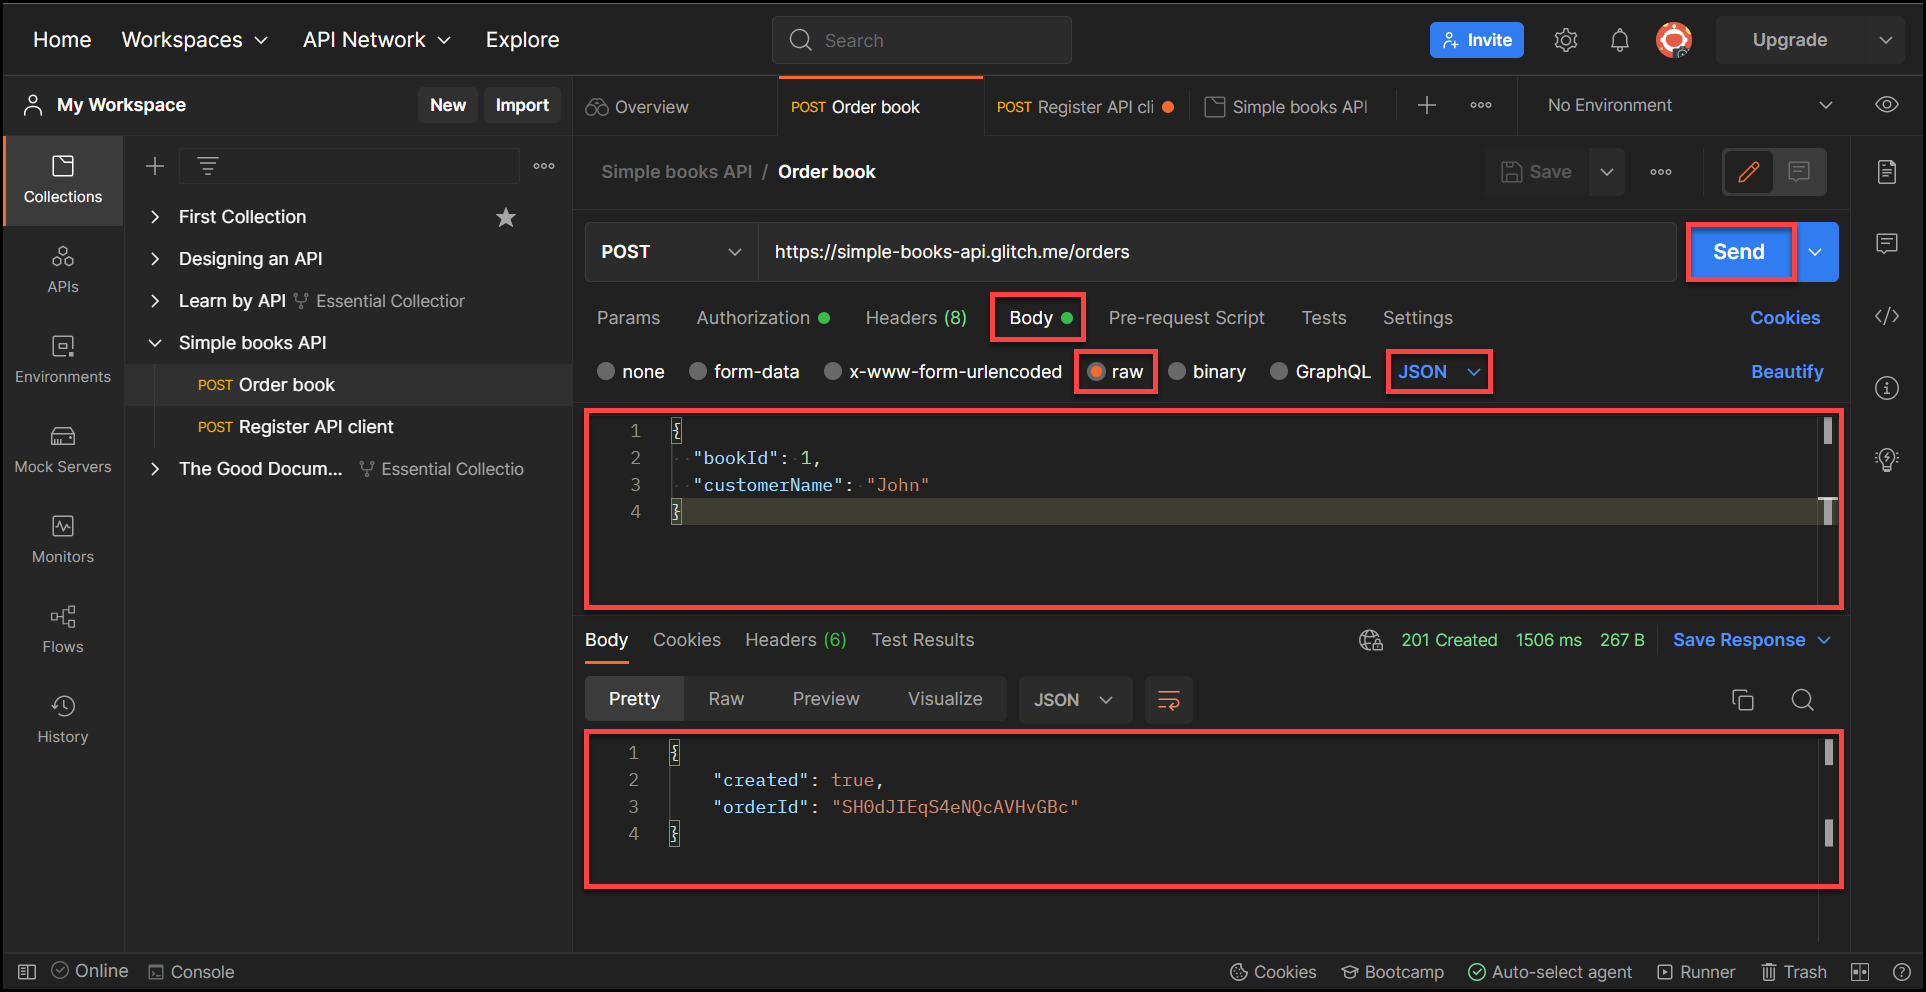 Home Workspaces API Network Explore Search Invite Upgrade
My Workspace New Import Overview POST Order book POST Register API cli Simple books API No Environment
Collections
APIs
Environments
Mock Servers
Monitors
Flows
History
First Collection
Designing an API
Learn by API Essential Collectior
Simple books API
POST Order book
POST Register API client
The Good Docum... Essential Collectio
Simple books API / Order book Save
POST https://simple-books-api.glitch.me/orders Send
Params Authorization Headers (8) Body Pre-request Script Tests Settings Cookies
none form-data x-www-form-urlencoded raw binary GraphQL JSON Beautify
1 {
2 "bookId": 1,
3 "customerName": "John"
4 }
Body Cookies Headers (6) Test Results 201 Created 1506 ms 267 B Save Response
Pretty Raw Preview Visualize JSON
1 {
2 "created": true,
3 "orderId": "SH0dJIEqS4eNQcAVHvGBc"
4 }
Online Console Cookies Bootcamp Auto-select agent Runner Trash